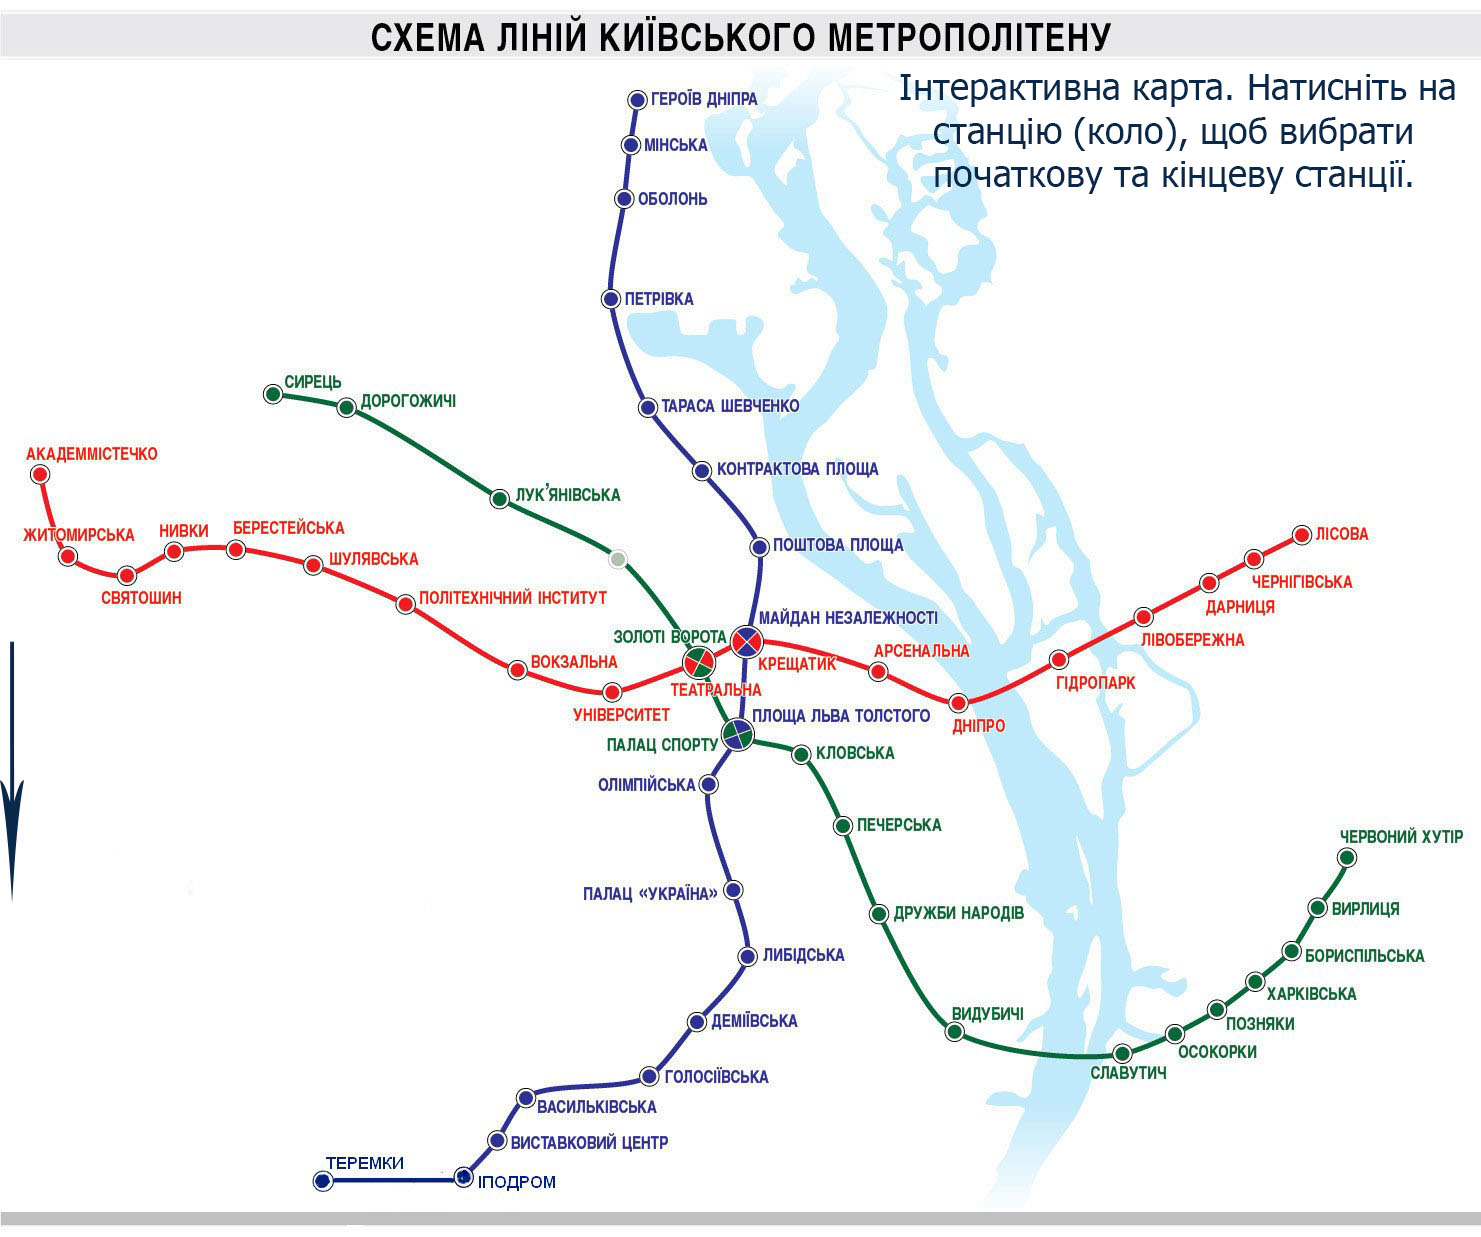 СХЕМА ЛІНІЙ КИЇВСЬКОГО МЕТРОПОЛІТЕНУ
Інтерактивна карта. Натисніть на
станцію (коло), щоб вибрати
початкову та кінцеву станції.
ГЕРОЇВ ДНІПРА
МІНСЬКА
ОБОЛОНЬ
ПЕТРІВКА
ТАРАСА ШЕВЧЕНКО
КОНТРАКТОВА ПЛОЩА
ПОШТОВА ПЛОЩА
МАЙДАН НЕЗАЛЕЖНОСТІ
ПЛОЩА ЛЬВА ТОЛСТОГО
ОЛІМПІЙСЬКА
ПАЛАЦ «УКРАЇНА»
ЛИБІДСЬКА
ДЕМІЇВСЬКА
ГОЛОСІЇВСЬКА
ВАСИЛЬКІВСЬКА
ВИСТАВКОВИЙ ЦЕНТР
ІПОДРОМ
ТЕРЕМКИ
СИРЕЦЬ
ДОРОГОЖИЧІ
ЛУК'ЯНІВСЬКА
ЗОЛОТІ ВОРОТА
ПАЛАЦ СПОРТУ
КЛОВСЬКА
ПЕЧЕРСЬКА
ДРУЖБИ НАРОДІВ
ВИДУБИЧІ
СЛАВУТИЧ
ОСОКОРКИ
ПОЗНЯКИ
ХАРКІВСЬКА
БОРИСПІЛЬСЬКА
ВИРЛИЦЯ
ЧЕРВОНИЙ ХУТІР
АКАДЕММІСТЕЧКО
ЖИТОМИРСЬКА
СВЯТОШИН
НИВКИ
БЕРЕСТЕЙСЬКА
ШУЛЯВСЬКА
ПОЛІТЕХНІЧНИЙ ІНСТИТУТ
ВОКЗАЛЬНА
УНІВЕРСИТЕТ
ТЕАТРАЛЬНА
КРЕЩАТИК
АРСЕНАЛЬНА
ДНІПРО
ГІДРОПАРК
ЛІВОБЕРЕЖНА
ДАРНИЦЯ
ЧЕРНІГІВСЬКА
ЛІСОВА